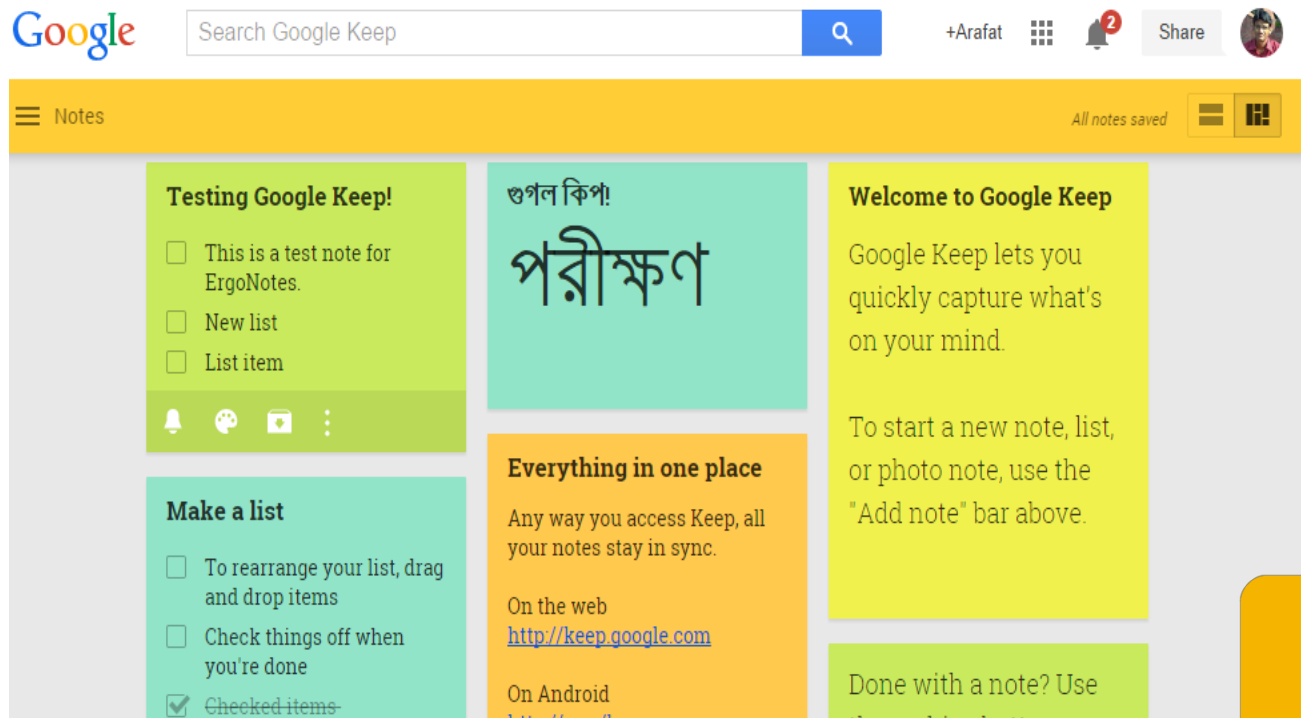 Google
Search Google Keep
+Arafat
2
Share
Notes
All notes saved
Testing Google Keep!
This is a test note for
ErgoNotes.
New list
List item
Make a list
To rearrange your list, drag
and drop items
Check things off when
you're done
Checked items
গুগল কিপ!
পরীক্ষণ
Everything in one place
Any way you access Keep, all
your notes stay in sync.
On the web
http://keep.google.com
On Android
Welcome to Google Keep
Google Keep lets you
quickly capture what's
on your mind.
To start a new note, list,
or photo note, use the
"Add note" bar above.
Done with a note? Use